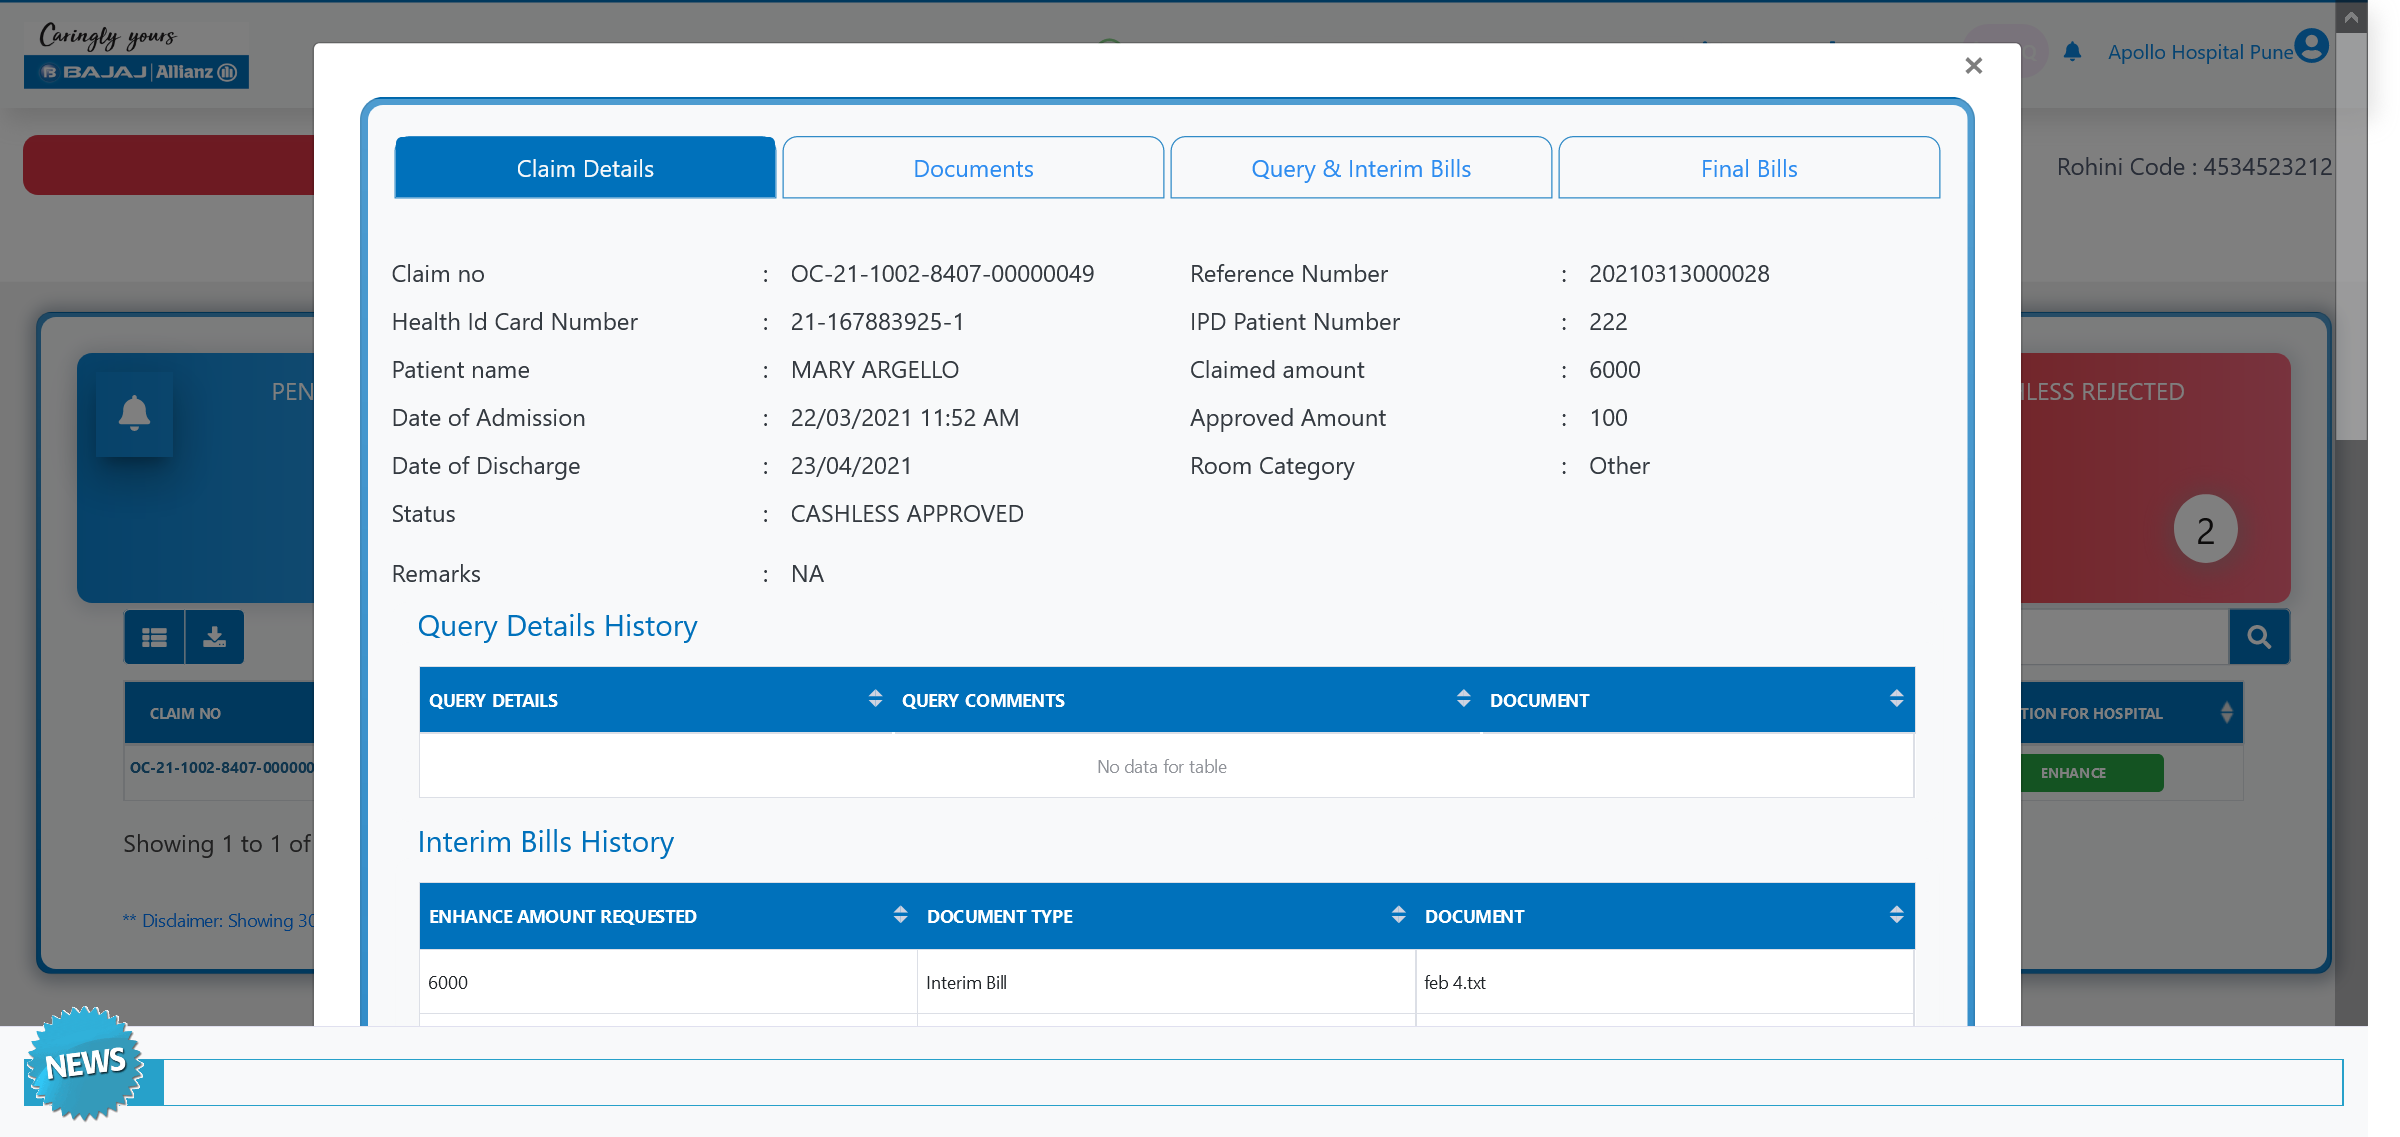 Caringly yours
BAJAJ Allianz
Apollo Hospital Pune
Rohini Code : 4534523212
Claim Details
Documents
Query & Interim Bills
Final Bills
Claim no : OC-21-1002-8407-00000049
Reference Number : 20210313000028
Health Id Card Number : 21-167883925-1
IPD Patient Number : 222
Patient name : MARY ARGELLO
Claimed amount : 6000
Date of Admission : 22/03/2021 11:52 AM
Approved Amount : 100
Date of Discharge : 23/04/2021
Room Category : Other
Status : CASHLESS APPROVED
Remarks : NA
PEN
HLESS REJECTED
2
Query Details History
QUERY DETAILS QUERY COMMENTS DOCUMENT
No data for table
Interim Bills History
ENHANCE AMOUNT REQUESTED DOCUMENT TYPE DOCUMENT
6000 Interim Bill feb 4.txt
CLAIM NO
TION FOR HOSPITAL
OC-21-1002-8407-000000
ENHANCE
Showing 1 to 1 of
** Disclaimer: Showing 30
NEWS